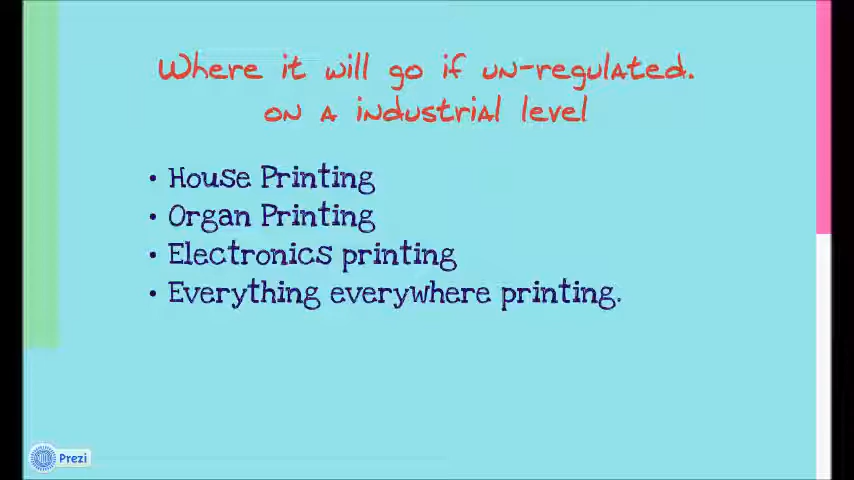 Where it will go if un-regulated.
on a industrial level
• House Printing
• Organ Printing
• Electronics printing
• Everything everywhere printing.
Prezi